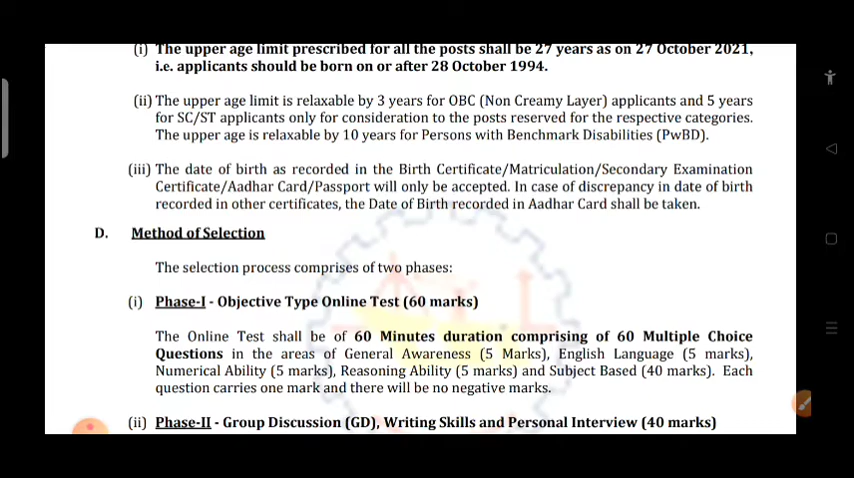 (i) The upper age limit prescribed for all the posts shall be 27 years as on 27 October 2021,
i.e. applicants should be born on or after 28 October 1994.
(ii) The upper age limit is relaxable by 3 years for OBC (Non Creamy Layer) applicants and 5 years
for SC/ST applicants only for consideration to the posts reserved for the respective categories.
The upper age is relaxable by 10 years for Persons with Benchmark Disabilities (PwBD).
(iii) The date of birth as recorded in the Birth Certificate/Matriculation/Secondary Examination
Certificate/Aadhar Card/Passport will only be accepted. In case of discrepancy in date of birth
recorded in other certificates, the Date of Birth recorded in Aadhar Card shall be taken.
D. Method of Selection
The selection process comprises of two phases:
(i) Phase-I - Objective Type Online Test (60 marks)
The Online Test shall be of 60 Minutes duration comprising of 60 Multiple Choice
Questions in the areas of General Awareness (5 Marks), English Language (5 marks),
Numerical Ability (5 marks), Reasoning Ability (5 marks) and Subject Based (40 marks). Each
question carries one mark and there will be no negative marks.
(ii) Phase-II - Group Discussion (GD), Writing Skills and Personal Interview (40 marks)